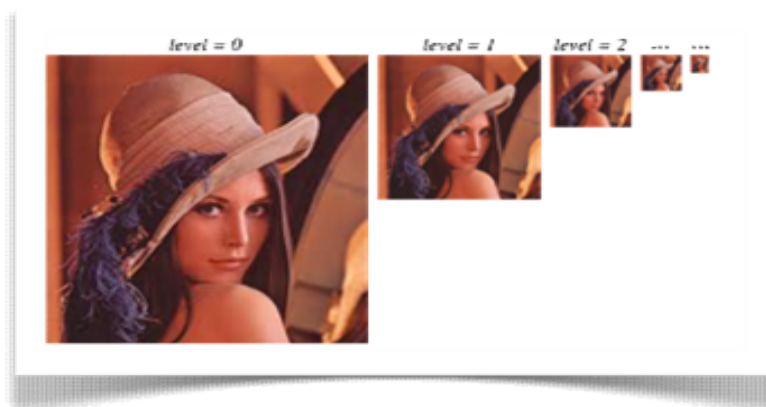 level = 0 level = 1 level = 2 ... ...